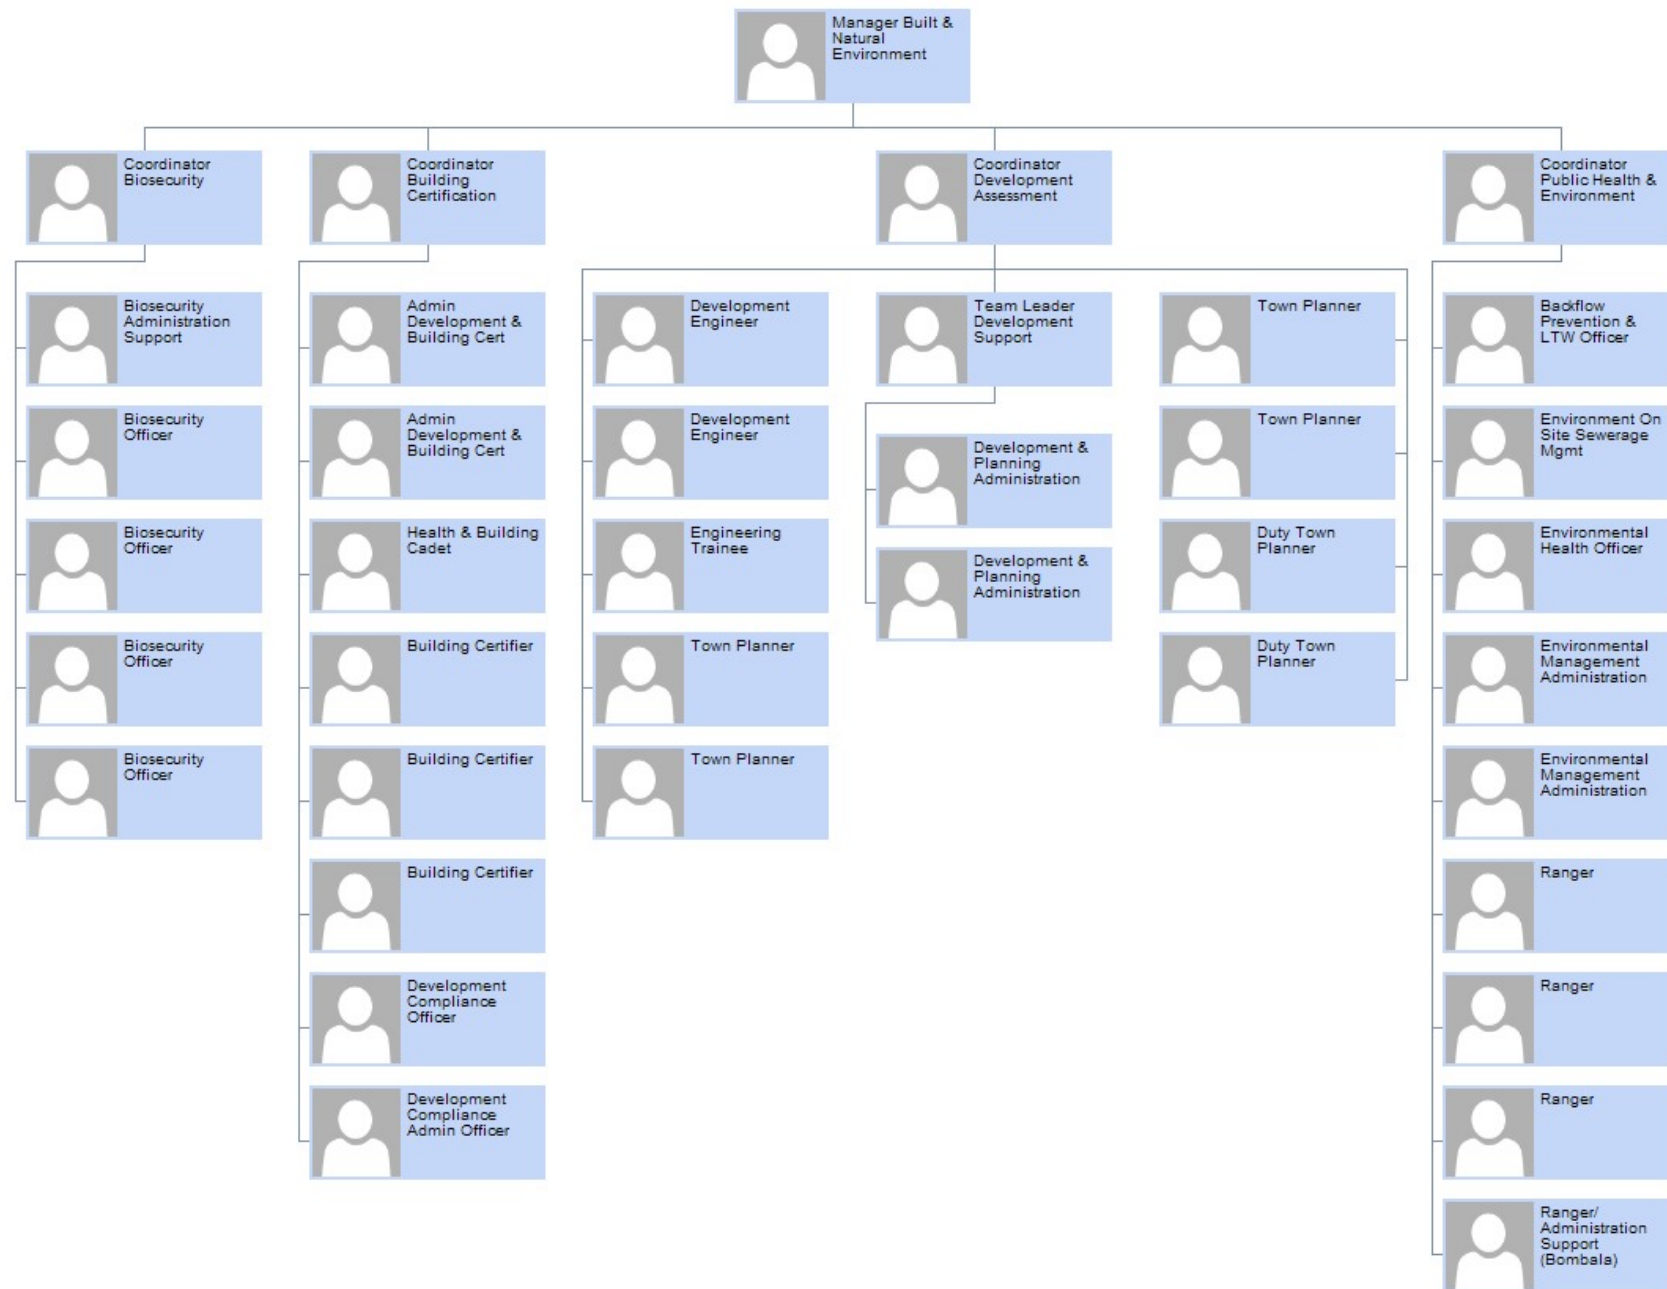 Manager Built &
Natural
Environment
Coordinator
Biosecurity
Coordinator
Building
Certification
Coordinator
Development
Assessment
Coordinator
Public Health &
Environment
Biosecurity
Administration
Support
Biosecurity
Officer
Biosecurity
Officer
Biosecurity
Officer
Biosecurity
Officer
Admin
Development &
Building Cert
Admin
Development &
Building Cert
Health & Building
Cadet
Building Certifier
Building Certifier
Building Certifier
Development
Compliance
Officer
Development
Compliance
Admin Officer
Development
Engineer
Development
Engineer
Engineering
Trainee
Town Planner
Town Planner
Team Leader
Development
Support
Development &
Planning
Administration
Development &
Planning
Administration
Town Planner
Town Planner
Duty Town
Planner
Duty Town
Planner
Backflow
Prevention &
LTW Officer
Environment On
Site Sewerage
Mgmt
Environmental
Health Officer
Environmental
Management
Administration
Environmental
Management
Administration
Ranger
Ranger
Ranger
Ranger/
Administration
Support
(Bombala)